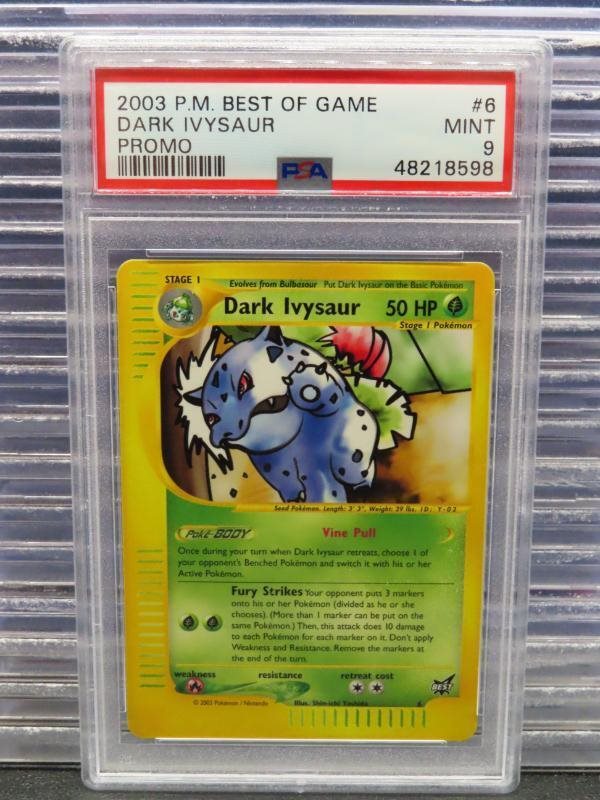 2003 P.M. BEST OF GAME #6
DARK IVYSAUR MINT
PROMO 9
PSA 48218598
STAGE 1 Evolves from Bulbasaur Put Dark Ivysaur on the Basic Pokémon
Dark Ivysaur 50 HP
Stage 1 Pokémon
Seed Pokémon. Length: 3' 3", Weight: 29 lbs. ID: Y-02
Poké-BODY Vine Pull
Once during your turn when Dark Ivysaur retreats, choose 1 of
your opponent's Benched Pokémon and switch it with his or her
Active Pokémon.
Fury Strikes Your opponent puts 3 markers
onto his or her Pokémon (divided as he or she
chooses). (More than 1 marker can be put on the
same Pokémon.) Then, this attack does 10 damage
to each Pokémon for each marker on it. Don't apply
Weakness and Resistance. Remove the markers at
the end of the turn.
weakness resistance retreat cost
BEST
© 2003 Pokémon / Nintendo Illus. Shin-ichi Yoshida 6